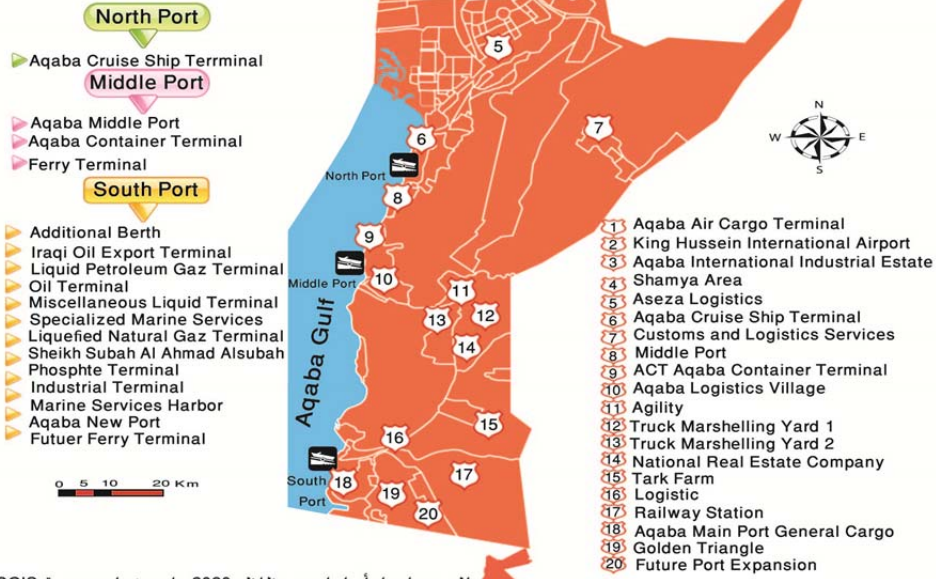 North Port
Aqaba Cruise Ship Terrminal
Middle Port
Aqaba Middle Port
Aqaba Container Terminal
Ferry Terminal
South Port
Additional Berth
Iraqi Oil Export Terminal
Liquid Petroleum Gaz Terminal
Oil Terminal
Miscellaneous Liquid Terminal
Specialized Marine Services
Liquefied Natural Gaz Terminal
Sheikh Subah Al Ahmad Alsubah
Phosphte Terminal
Industrial Terminal
Marine Services Harbor
Aqaba New Port
Futuer Ferry Terminal
0 5 10 20 Km
5
6
7
North Port
8
9
Middle Port
10
11
12
13
14
Aqaba Gulf
15
16
17
South
Port
18
19
20
N
W E
S
1 Aqaba Air Cargo Terminal
2 King Hussein International Airport
3 Aqaba International Industrial Estate
4 Shamya Area
5 Aseza Logistics
6 Aqaba Cruise Ship Terminal
7 Customs and Logistics Services
8 Middle Port
9 ACT Aqaba Container Terminal
10 Aqaba Logistics Village
11 Agility
12 Truck Marshelling Yard 1
13 Truck Marshelling Yard 2
14 National Real Estate Company
15 Tark Farm
16 Logistic
17 Railway Station
18 Aqaba Main Port General Cargo
19 Golden Triangle
20 Future Port Expansion